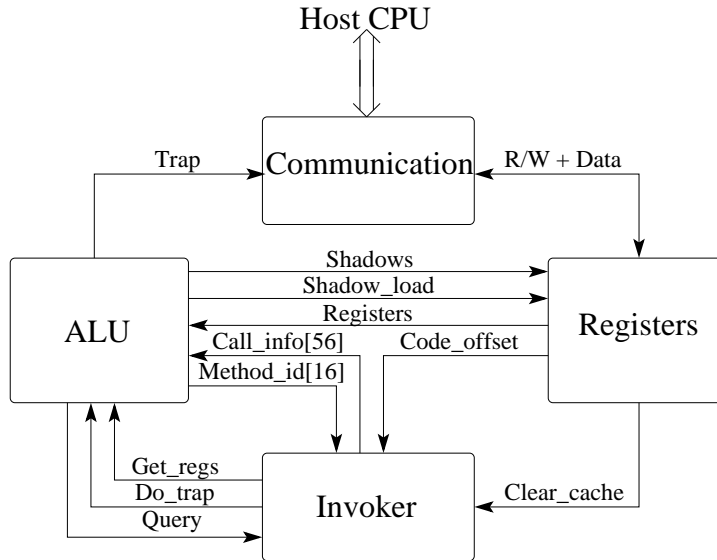 Host CPU
Communication
Trap
R/W + Data
Shadows
Shadow_load
Registers
ALU
Registers
Call_info[56]
Code_offset
Method_id[16]
Get_regs
Do_trap
Query
Invoker
Clear_cache